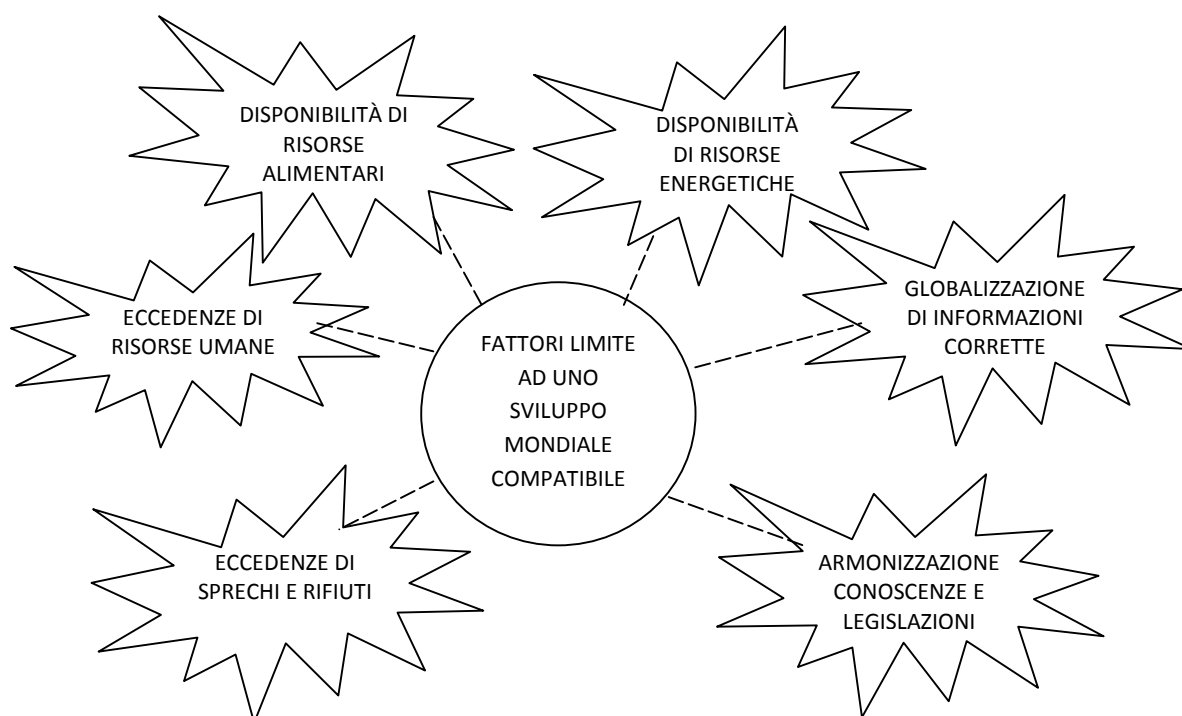 DISPONIBILITÀ DI
RISORSE
ALIMENTARI
DISPONIBILITÀ
DI RISORSE
ENERGETICHE
ECCEDENZE DI
RISORSE UMANE
FATTORI LIMITE
AD UNO
SVILUPPO
MONDIALE
COMPATIBILE
GLOBALIZZAZIONE
DI INFORMAZIONI
CORRETTE
ECCEDENZE DI
SPRECHI E RIFIUTI
ARMONIZZAZIONE
CONOSCENZE E
LEGISLAZIONI